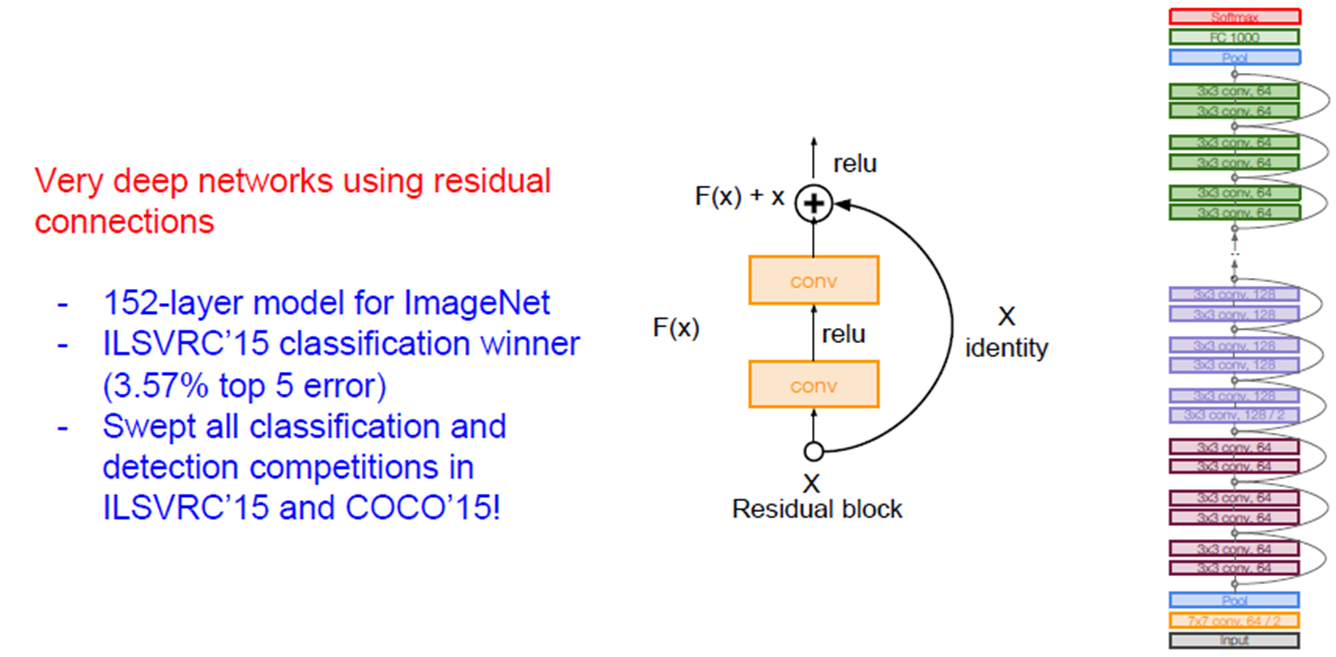 Very deep networks using residual
connections
- 152-layer model for ImageNet
- ILSVRC’15 classification winner
(3.57% top 5 error)
- Swept all classification and
detection competitions in
ILSVRC’15 and COCO’15!
relu
F(x) + x
conv
F(x)
relu
X
identity
conv
X
Residual block
Softmax
FC 1000
Pool
3x3 conv, 64
3x3 conv, 64
3x3 conv, 64
3x3 conv, 64
3x3 conv, 64
3x3 conv, 64
..
3x3 conv, 128
3x3 conv, 128
3x3 conv, 128
3x3 conv, 128
3x3 conv, 128
3x3 conv, 128 / 2
3x3 conv, 64
3x3 conv, 64
3x3 conv, 64
3x3 conv, 64
3x3 conv, 64
3x3 conv, 64
Pool
7x7 conv, 64 / 2
Input